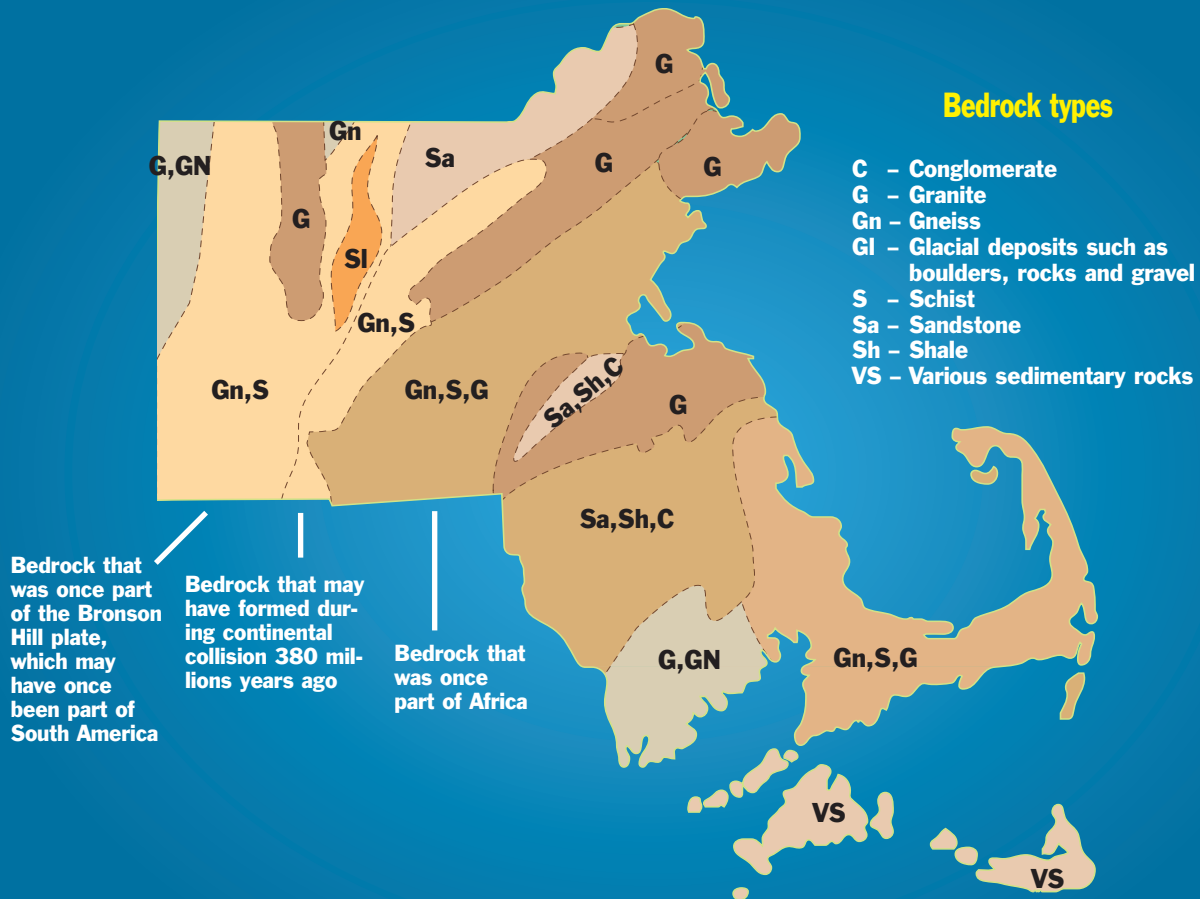 Bedrock types
C – Conglomerate
G – Granite
Gn – Gneiss
Gl – Glacial deposits such as
boulders, rocks and gravel
S – Schist
Sa – Sandstone
Sh – Shale
VS – Various sedimentary rocks
G
Gn
G,GN
Sa
G
G
G
Sl
Gn,S
Gn,S
Gn,S,G
Sa,Sh,C
G
Sa,Sh,C
G,GN
Gn,S,G
VS
VS
Bedrock that
was once part
of the Bronson
Hill plate,
which may
have once
been part of
South America
Bedrock that may
have formed dur-
ing continental
collision 380 mil-
lions years ago
Bedrock that
was once
part of Africa